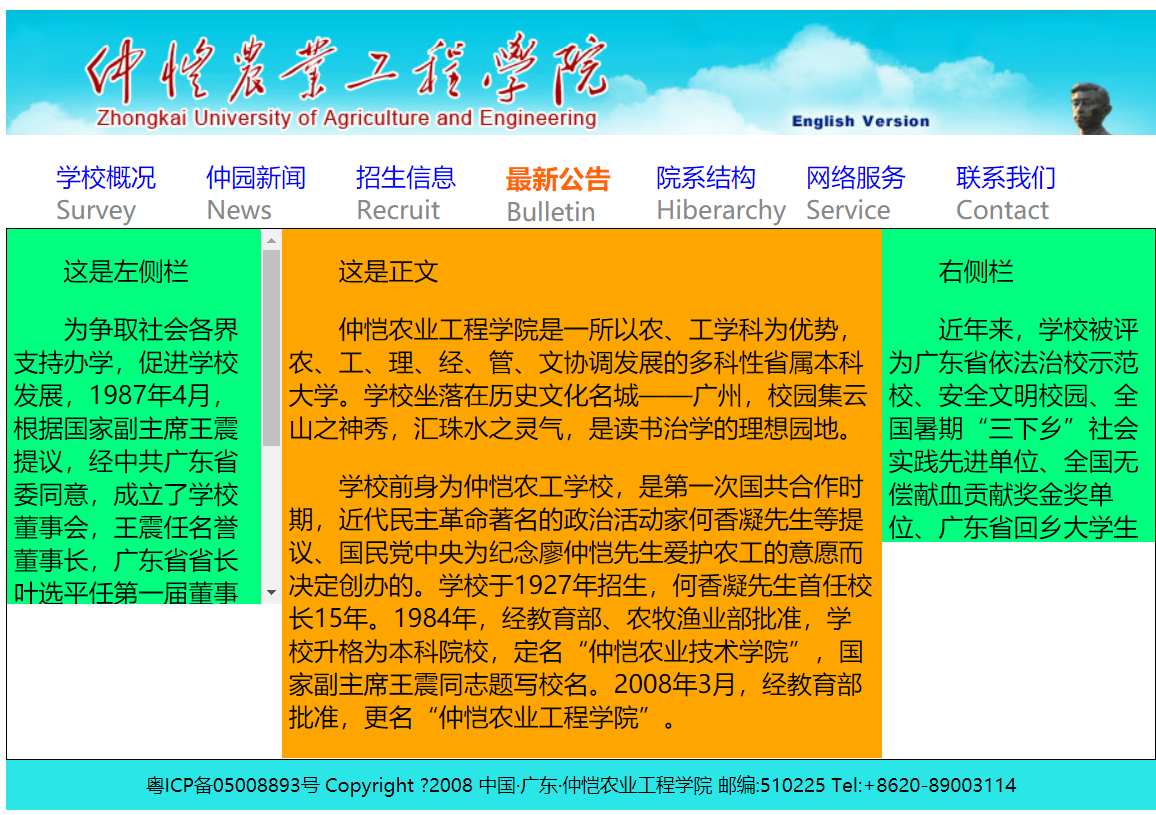 仲恺農業工程學院
Zhongkai University of Agriculture and Engineering
English Version
学校概况 仲园新闻 招生信息 最新公告 院系结构 网络服务 联系我们
Survey News Recruit Bulletin Hiberarchy Service Contact
这是左侧栏
为争取社会各界
支持办学，促进学校
发展，1987年4月，
根据国家副主席王震
提议，经中共广东省
委同意，成立了学校
董事会，王震任名誉
董事长，广东省省长
叶选平任第一届董事
这是正文
仲恺农业工程学院是一所以农、工学科为优势，
农、工、理、经、管、文协调发展的多科性省属本科
大学。学校坐落在历史文化名城——广州，校园集云
山之神秀，汇珠水之灵气，是读书治学的理想园地。
学校前身为仲恺农工学校，是第一次国共合作时
期，近代民主革命著名的政治活动家何香凝先生等提
议、国民党中央为纪念廖仲恺先生爱护农工的意愿而
决定创办的。学校于1927年招生，何香凝先生首任校
长15年。1984年，经教育部、农牧渔业部批准，学
校升格为本科院校，定名“仲恺农业技术学院”，国
家副主席王震同志题写校名。2008年3月，经教育部
批准，更名“仲恺农业工程学院”。
右侧栏
近年来，学校被评
为广东省依法治校示范
校、安全文明校园、全
国暑期“三下乡”社会
实践先进单位、全国无
偿献血贡献奖金奖单
位、广东省回乡大学生
粤ICP备05008893号 Copyright ?2008 中国·广东·仲恺农业工程学院 邮编:510225 Tel:+8620-89003114